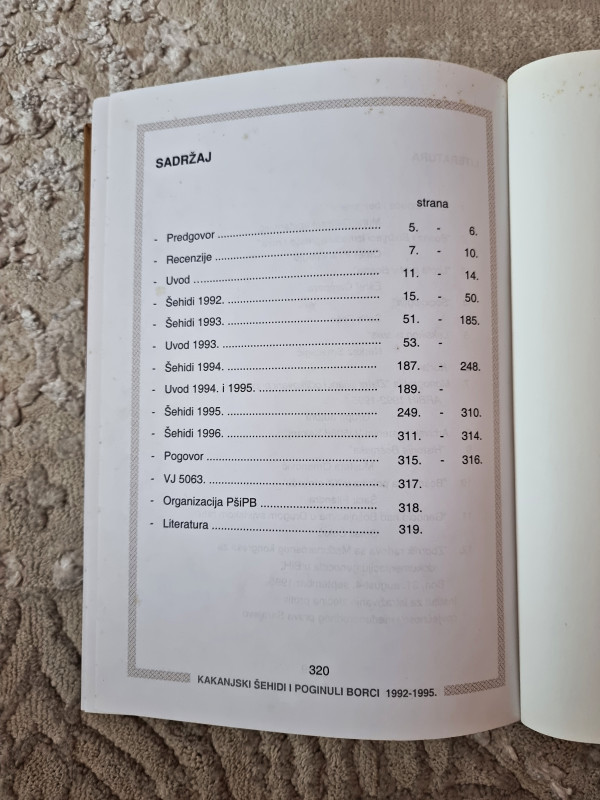 SADRŽAJ
strana
- Predgovor ........................................................ 5. - 6.
- Recenzije ........................................................ 7. - 10.
- Uvod ........................................................ 11. - 14.
- Šehidi 1992. ........................................................ 15. - 50.
- Šehidi 1993. ........................................................ 51. - 185.
- Uvod 1993. ........................................................ 53. -
- Šehidi 1994. ........................................................ 187. - 248.
- Uvod 1994. i 1995. ........................................................ 189.
- Šehidi 1995. ........................................................ 249. - 310.
- Šehidi 1996. ........................................................ 311. - 314.
- Pogovor ........................................................ 315. - 316.
- VJ 5063. ........................................................ 317.
- Organizacija PšiPB ........................................................ 318.
- Literatura ........................................................ 319.
320
KAKANJSKI ŠEHIDI I POGINULI BORCI 1992-1995.